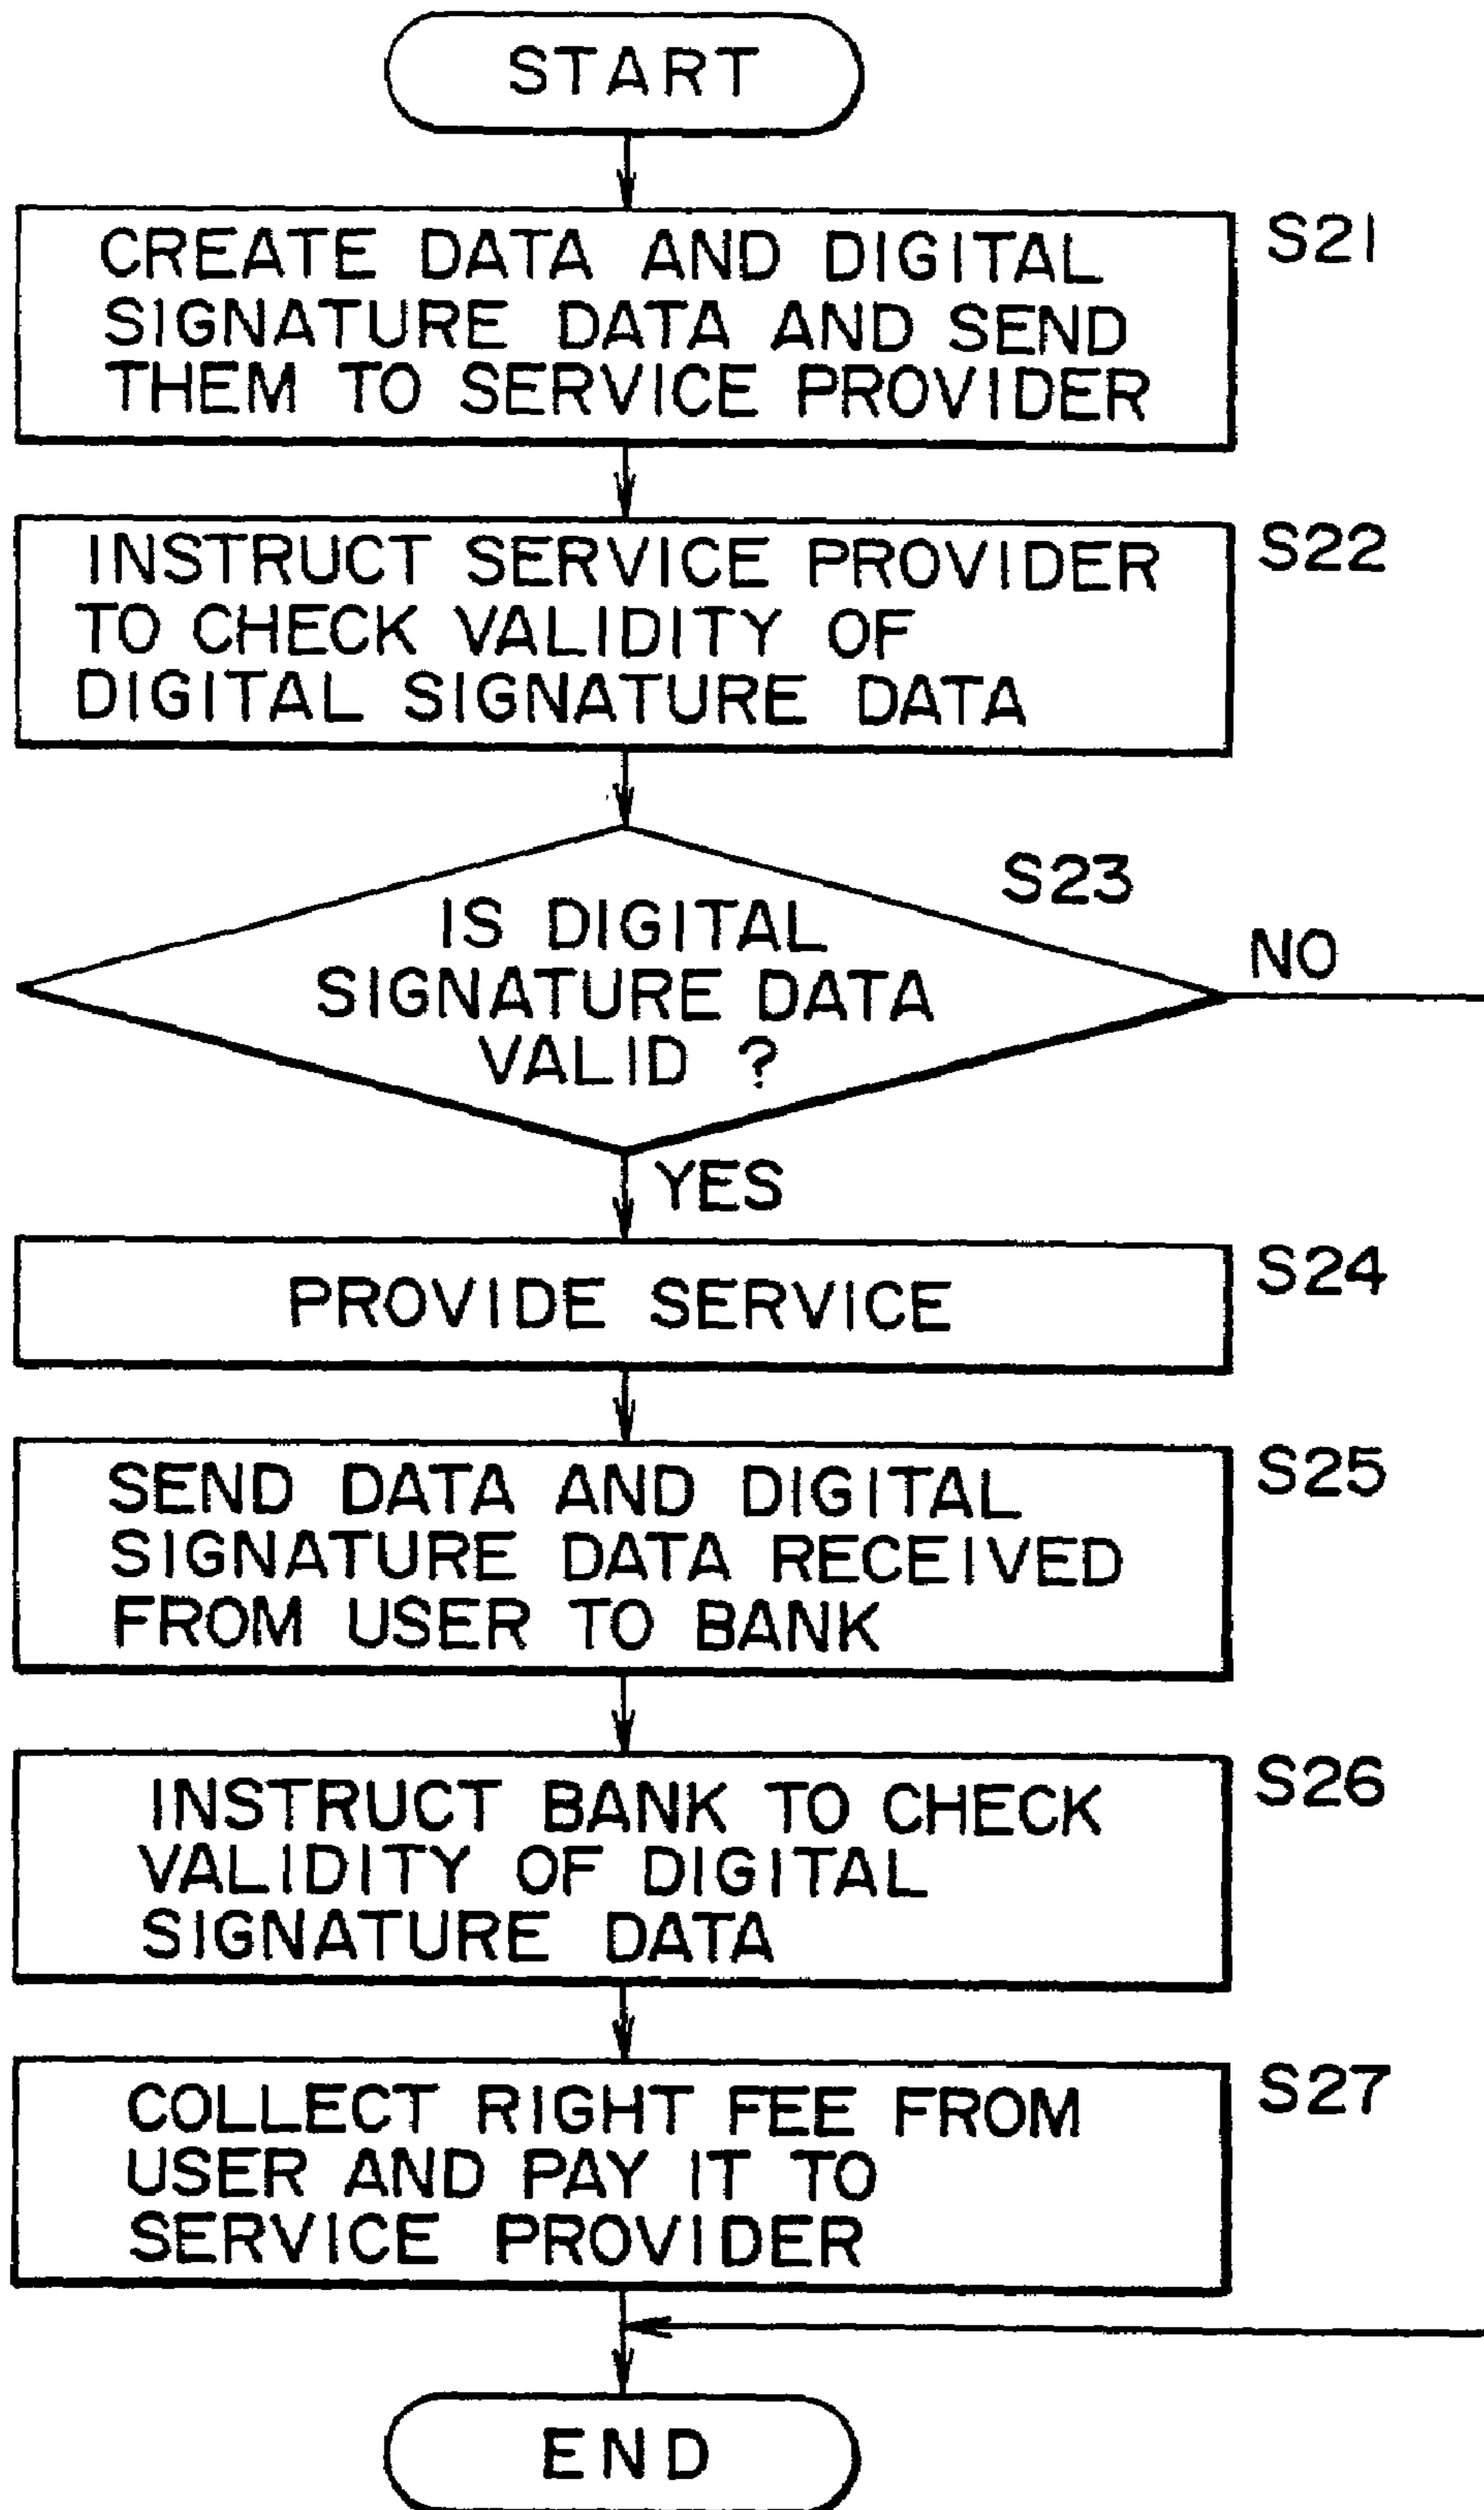 START
S21
CREATE DATA AND DIGITAL
SIGNATURE DATA AND SEND
THEM TO SERVICE PROVIDER
S22
INSTRUCT SERVICE PROVIDER
TO CHECK VALIDITY OF
DIGITAL SIGNATURE DATA
S23
IS DIGITAL
SIGNATURE DATA
VALID ?
NO
YES
S24
PROVIDE SERVICE
S25
SEND DATA AND DIGITAL
SIGNATURE DATA RECEIVED
FROM USER TO BANK
S26
INSTRUCT BANK TO CHECK
VALIDITY OF DIGITAL
SIGNATURE DATA
S27
COLLECT RIGHT FEE FROM
USER AND PAY IT TO
SERVICE PROVIDER
END